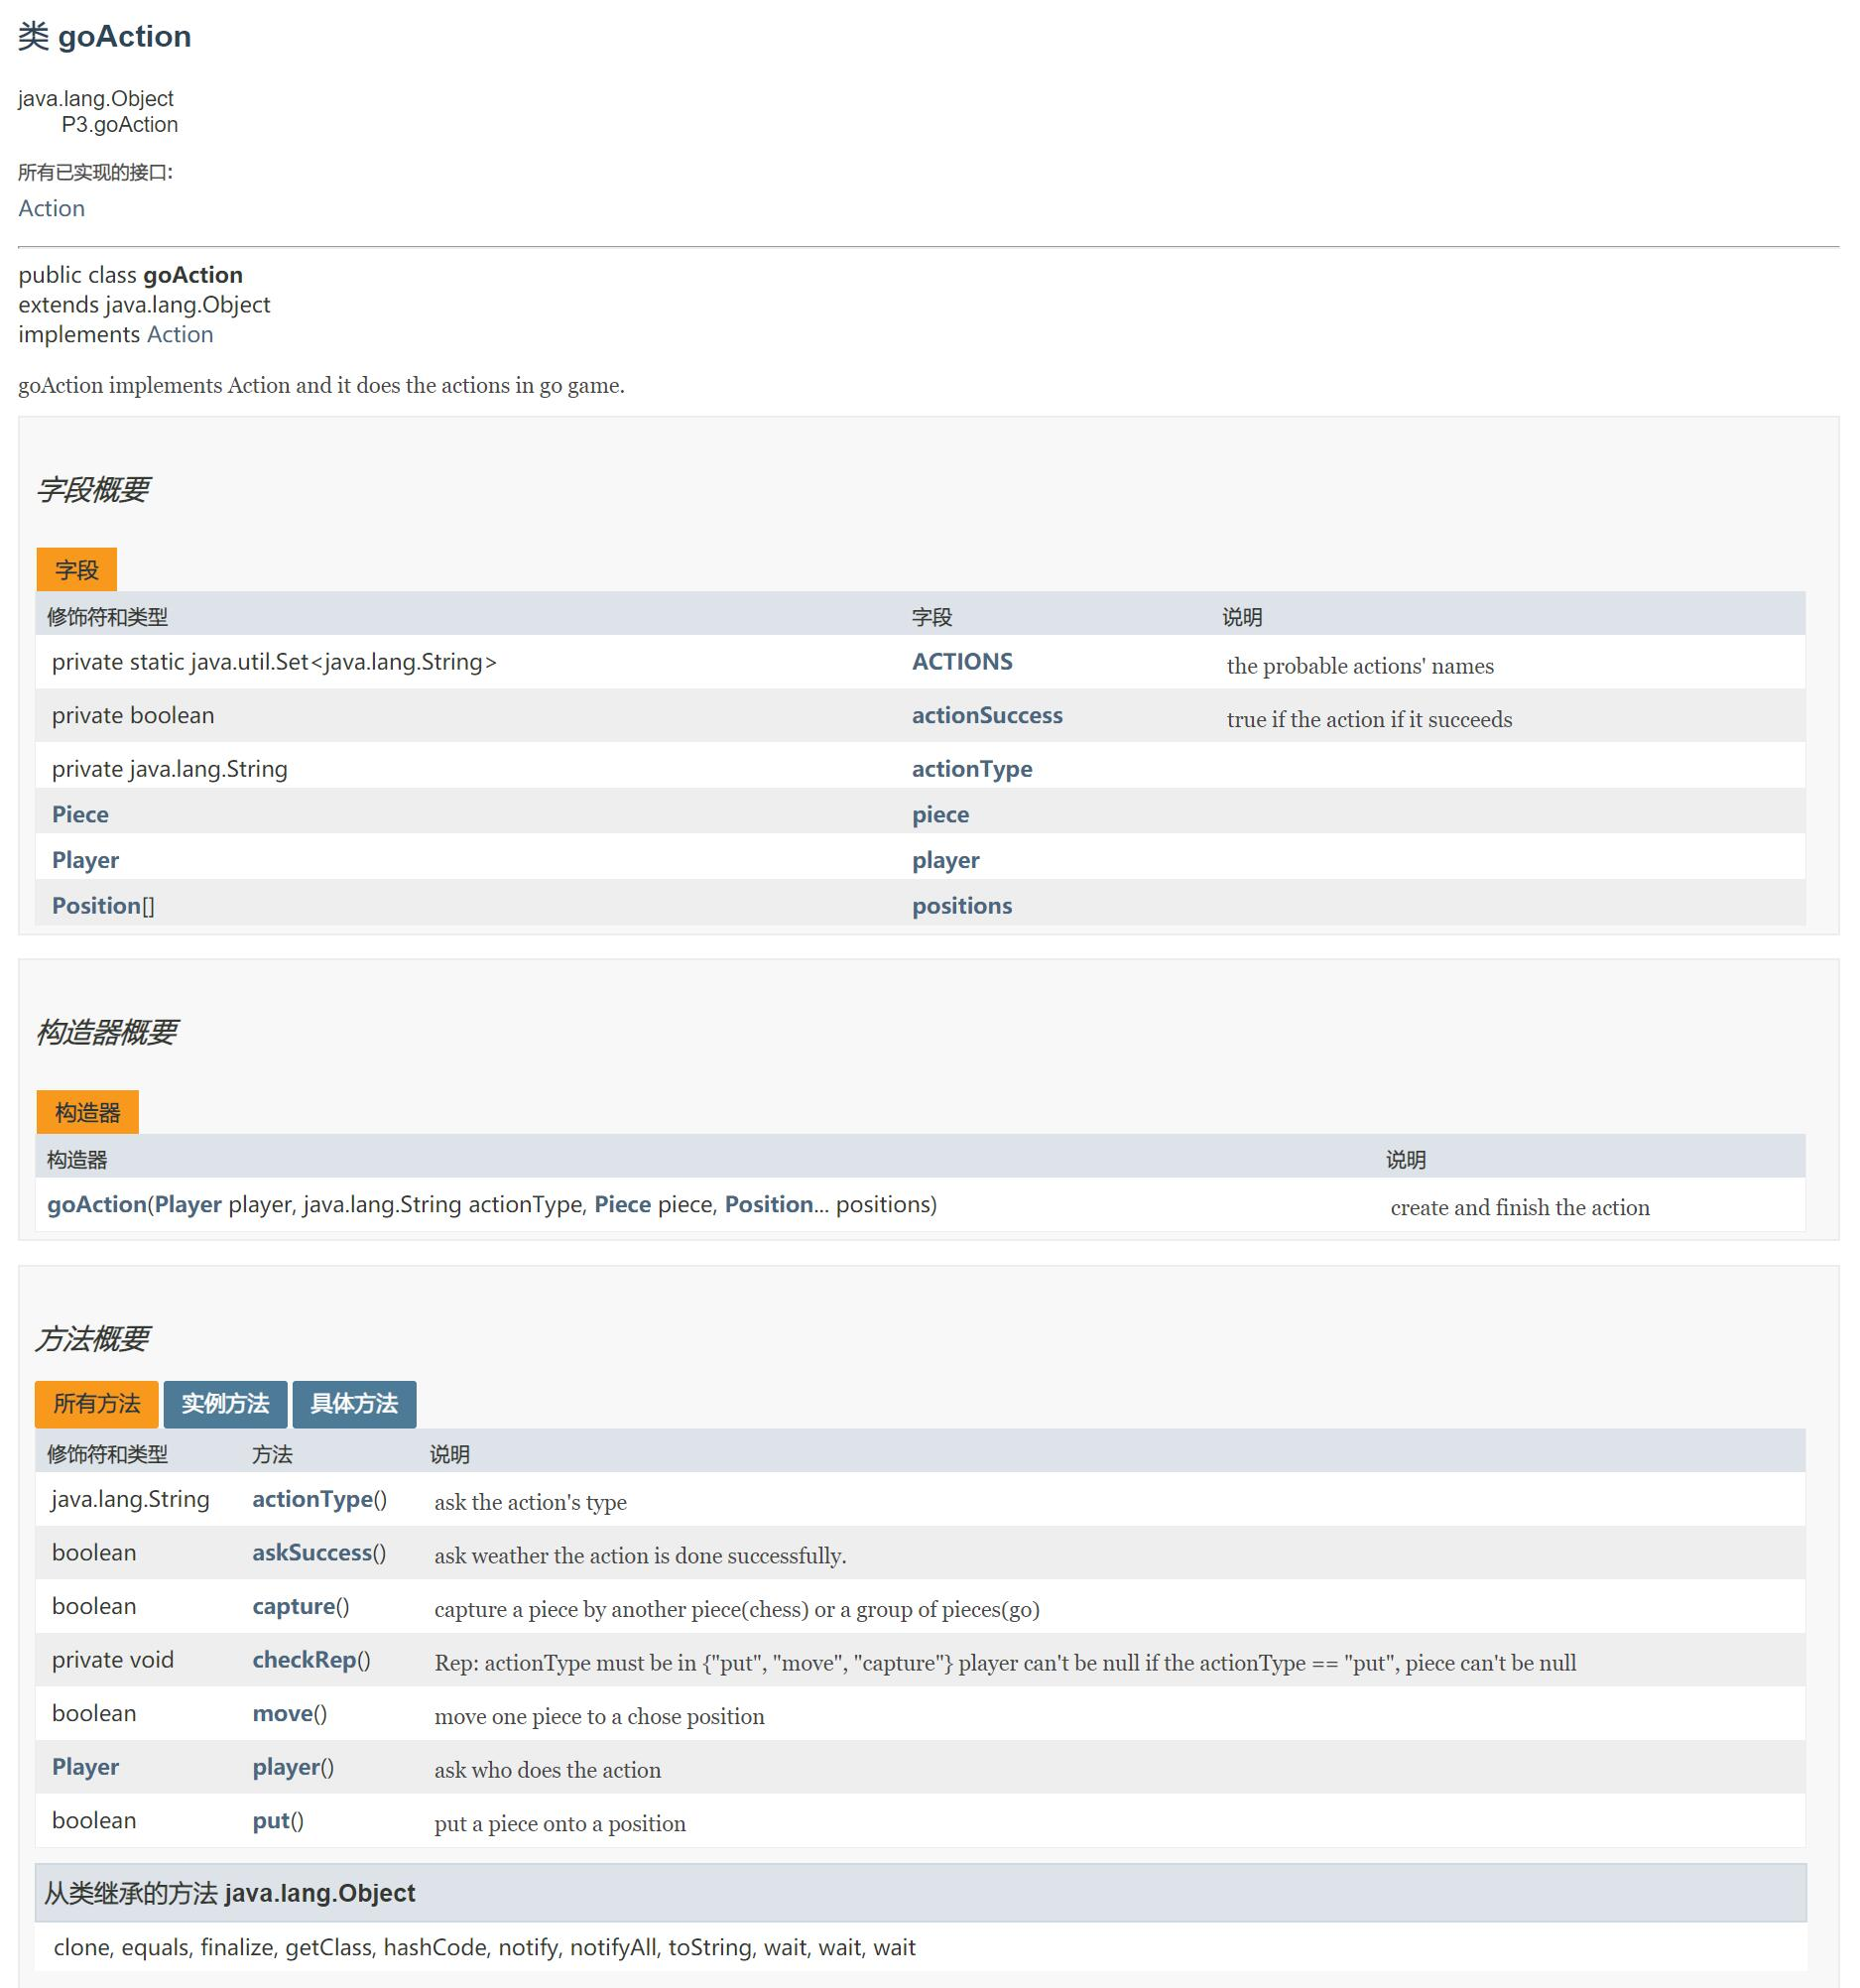 类 goAction
java.lang.Object
P3.goAction
所有已实现的接口:
Action
public class goAction
extends java.lang.Object
implements Action
goAction implements Action and it does the actions in go game.
字段概要
字段
修饰符和类型 字段 说明
private static java.util.Set<java.lang.String> ACTIONS the probable actions' names
private boolean actionSuccess true if the action if it succeeds
private java.lang.String actionType
Piece piece
Player player
Position[] positions
构造器概要
构造器
构造器 说明
goAction(Player player, java.lang.String actionType, Piece piece, Position... positions) create and finish the action
方法概要
所有方法 实例方法 具体方法
修饰符和类型 方法 说明
java.lang.String actionType() ask the action's type
boolean askSuccess() ask weather the action is done successfully.
boolean capture() capture a piece by another piece(chess) or a group of pieces(go)
private void checkRep() Rep: actionType must be in {"put", "move", "capture"} player can't be null if the actionType == "put", piece can't be null
boolean move() move one piece to a chose position
Player player() ask who does the action
boolean put() put a piece onto a position
从类继承的方法 java.lang.Object
clone, equals, finalize, getClass, hashCode, notify, notifyAll, toString, wait, wait, wait